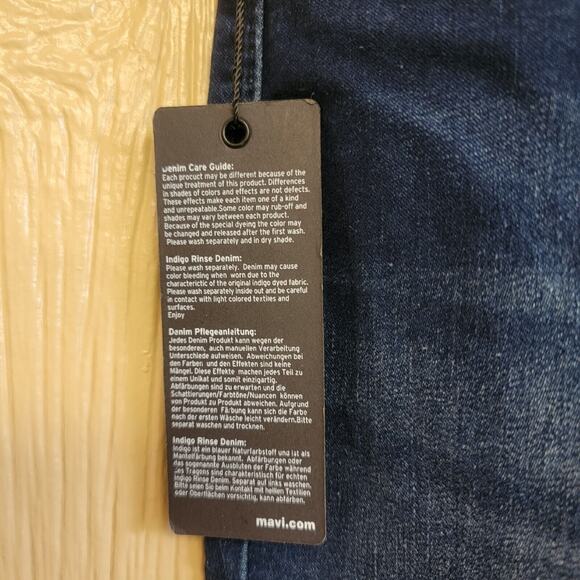 Denim Care Guide:
Each procuct may be different because of the
unique treatment of this product. Differences
in shades of colors and effects are not defects.
These effects make each item one of a kind
and unrepeatable.Some color may rub-off and
shades may vary between each product.
Because of the special dyeing the color may
be changed and released after the first wash.
Please wash separately and in dry shade.
Indigo Rinse Denim:
Please wash separately. Denim may cause
color bleeding when worn due to the
characterictic of the original indigo dyed fabric.
Please wash separately inside out and be careful
in contact with light colored textiles and
surfaces.
Enjoy
Denim Pflegeanleitung:
Jedes Denim Produkt kann wegen der
besonderen, auch manuellen Verarbeitung
Unterschiede aufweisen. Abweichungen bei
den Farben und den Effekten sind keine
Mängel. Diese Effekte machen jedes Teil zu
einem Unikat und somit einzigartig.
Abfärbungen sind zu erwarten und die
Schattierungen/Farbtöne/Nuancen können
von Produkt zu Produkt abweichen. Aufgrund
der besonderen Färbung kann sich die Farbe
nach der ersten Wäsche leicht verändern.Bitte
separat waschen und trocknen.
Indigo Rinse Denim:
Indigo ist ein blauer Naturfarbstoff und ist als
Mantelfärbung bekannt. Abfärbungen oder
das sogenannte Ausbluten der Farbe während
des Tragens sind charakteristisch für echten
Indigo Rinse Denim. Separat auf links waschen.
Bitte seien Sie beim Kontakt mit hellen Textilien
oder Oberflächen vorsichtig, kann abfärben.
mavi.com